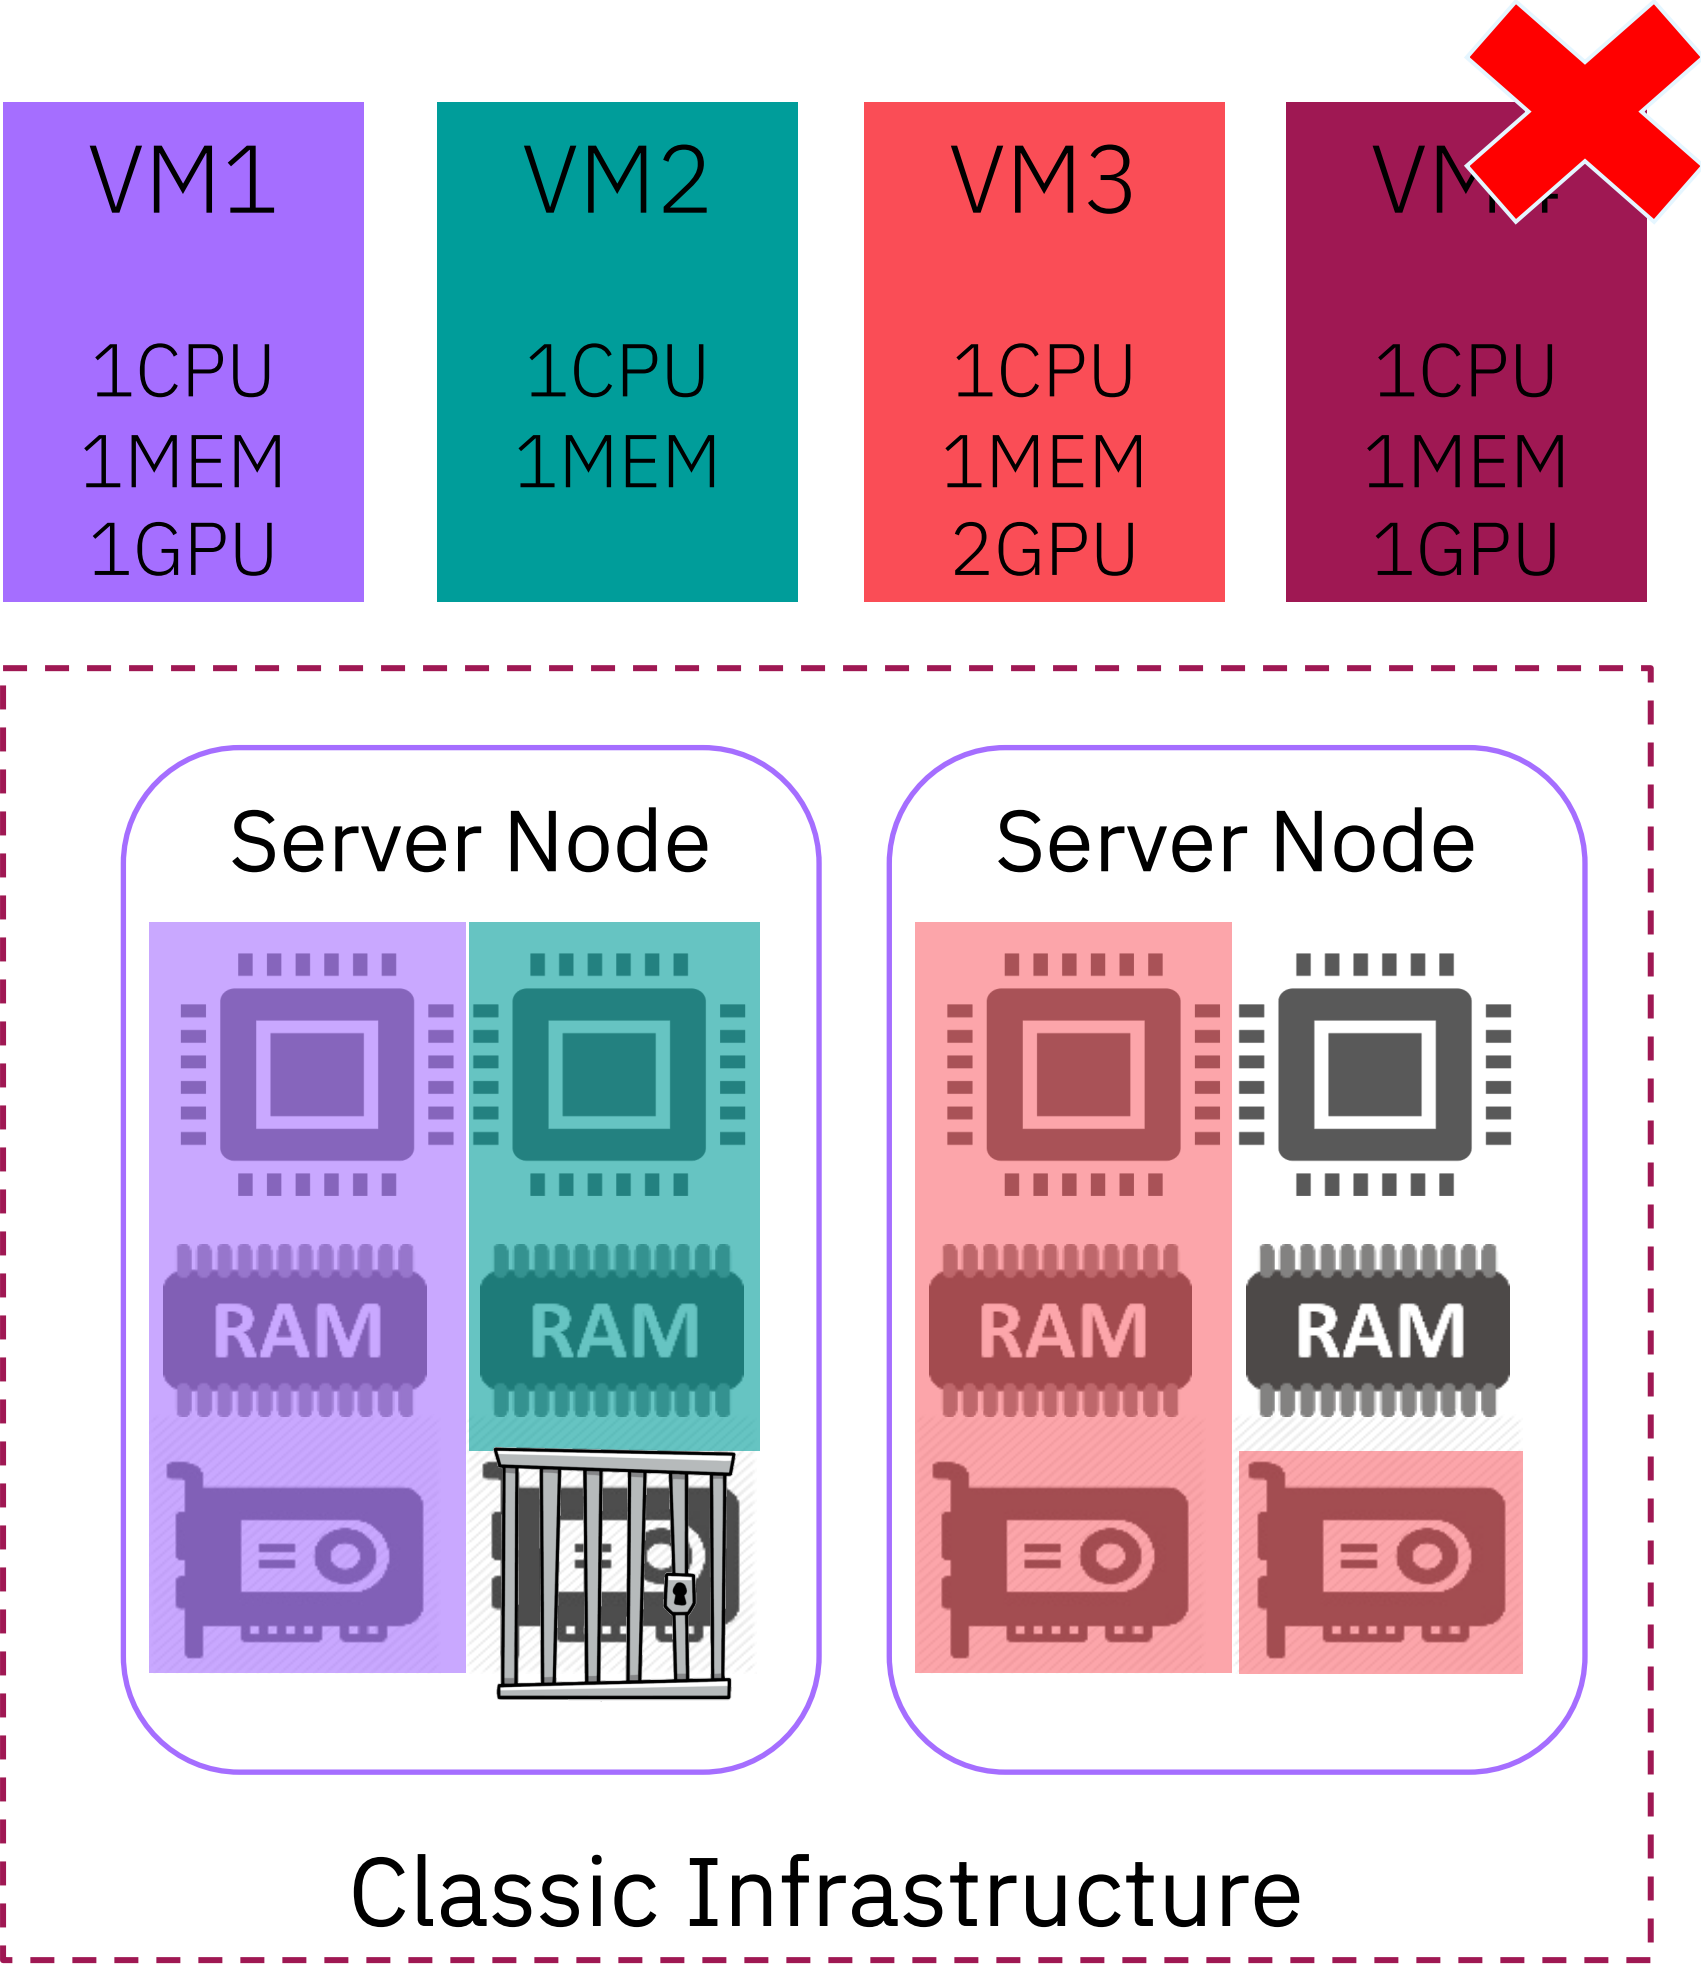 VM1
1CPU
1MEM
1GPU
VM2
1CPU
1MEM
VM3
1CPU
1MEM
2GPU
VM4
1CPU
1MEM
1GPU
Server Node
RAM
RAM
Server Node
RAM
RAM
Classic Infrastructure